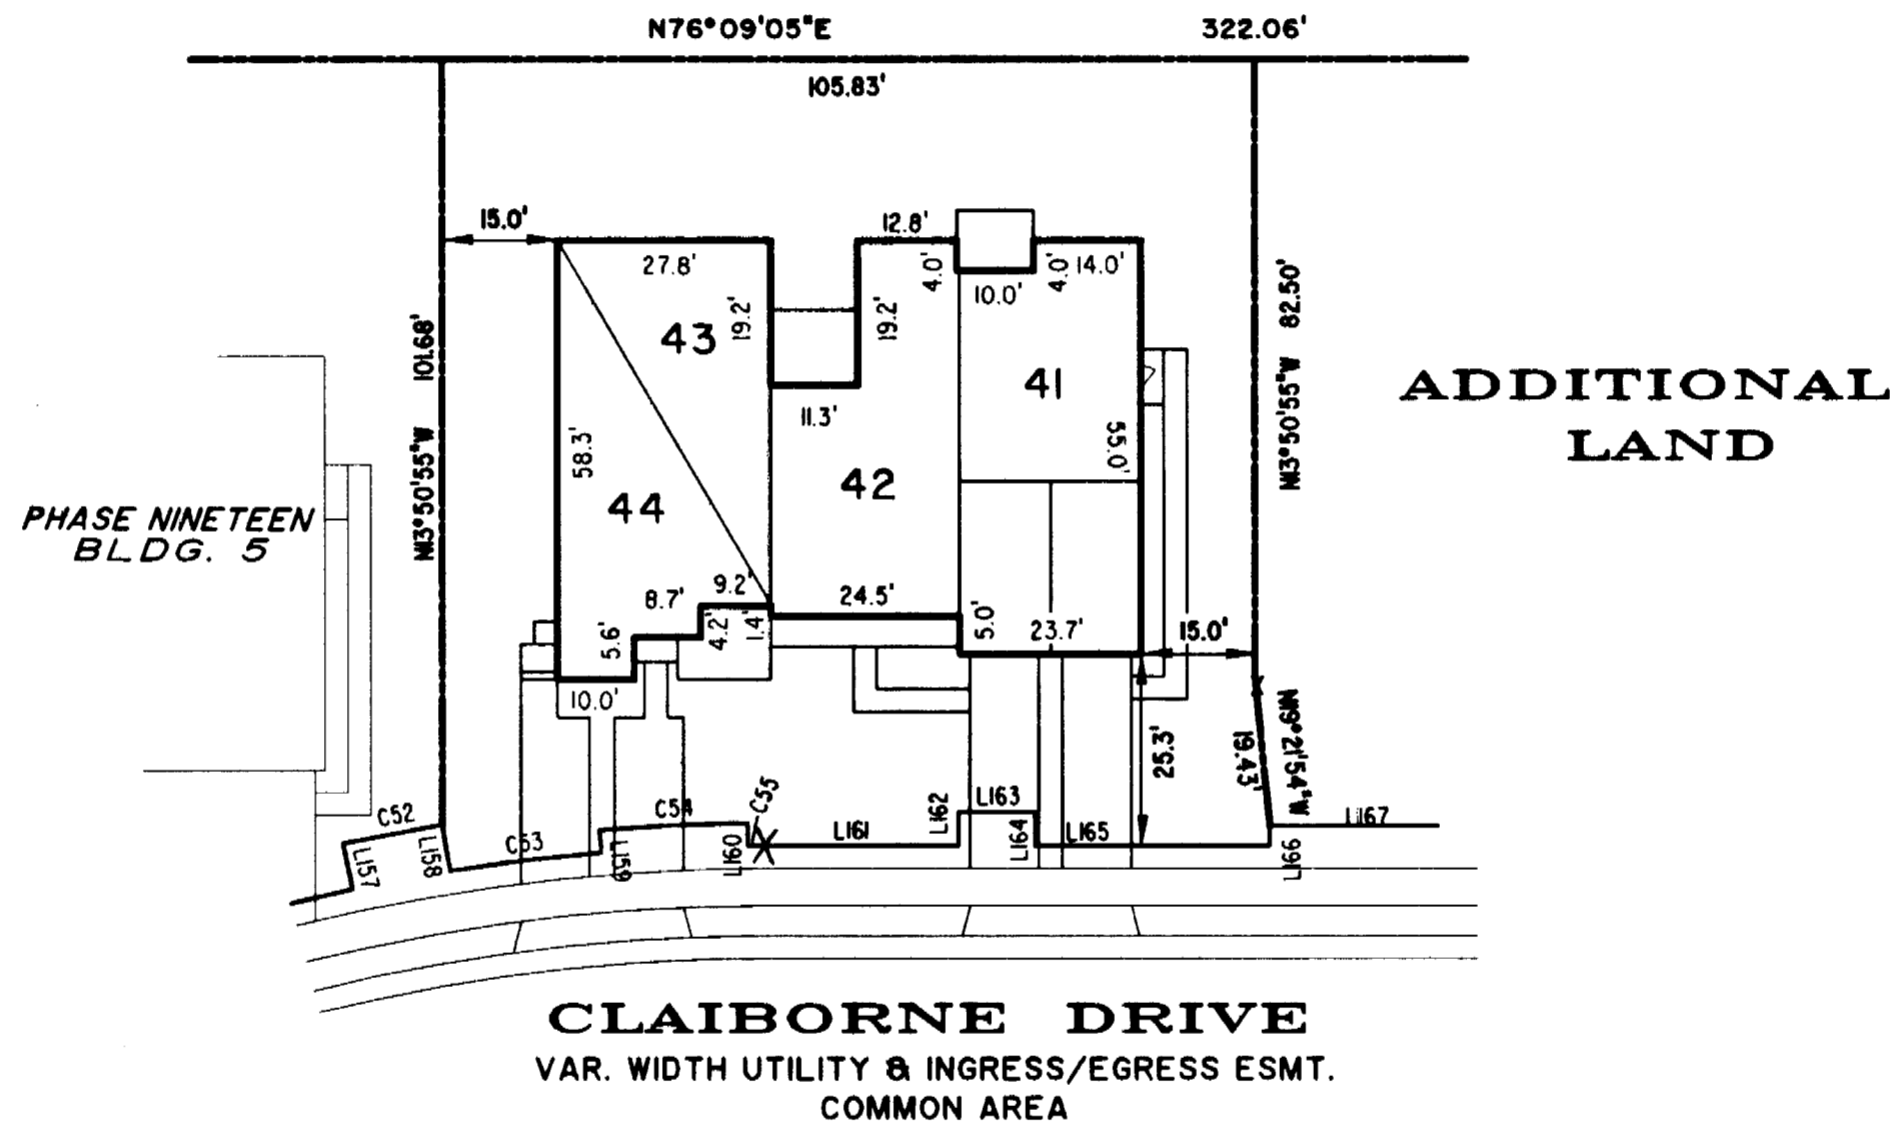 N76°09'05"E 322.06'
105.83'
15.0'
12.8'
27.8'
4.0'
4.0'
14.0'
10.0'
19.2'
19.2'
43
41
N13°50'55"W 101.68'
N13°50'55"W 82.50'
ADDITIONAL
LAND
11.3'
58.3'
55.0'
42
44
PHASE NINETEEN
BLDG. 5
9.2'
8.7'
24.5'
5.6'
4.2'
1.4'
5.0'
23.7'
15.0'
10.0'
25.3'
19.43'
N19°21'54"W
C52
C53
C54
C55
L157
L158
L159
L160
L161
L162
L163
L164
L165
L166
L167
CLAIBORNE DRIVE
VAR. WIDTH UTILITY & INGRESS/EGRESS ESMT.
COMMON AREA